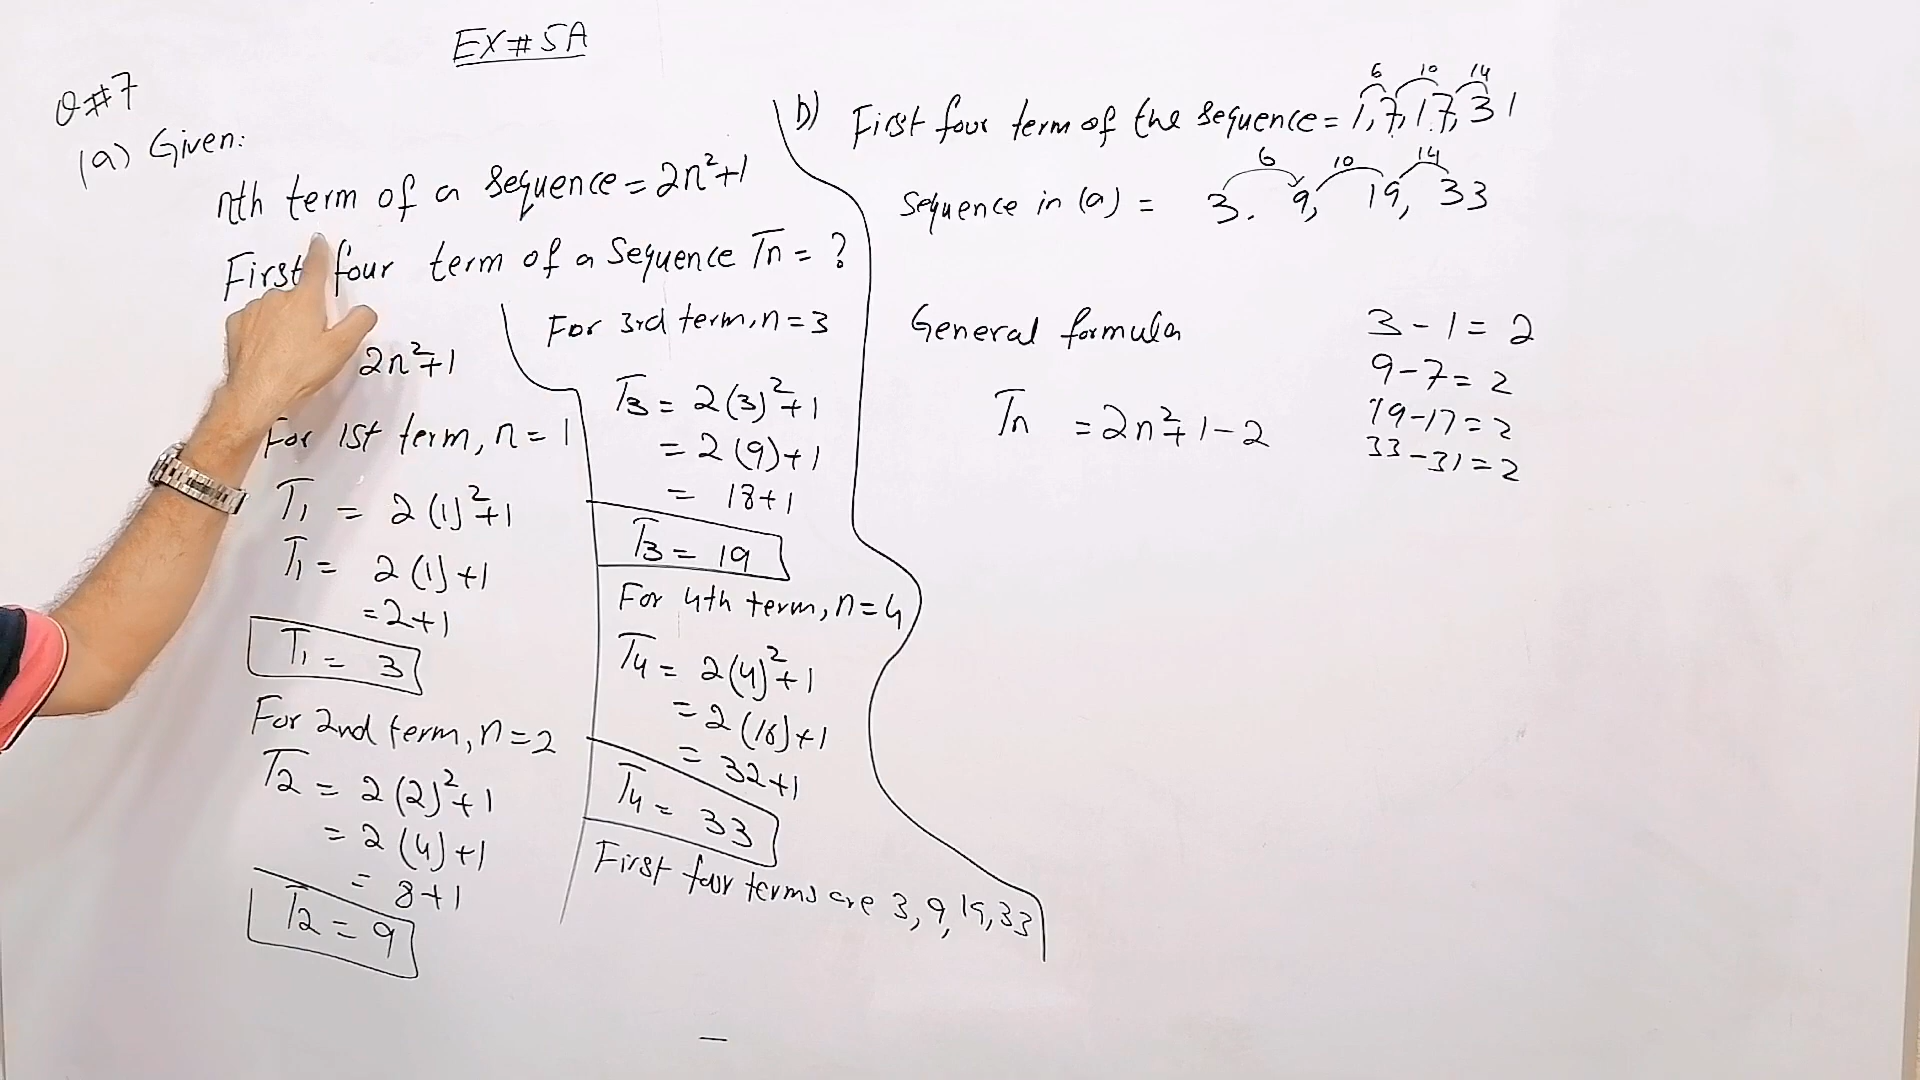 EX#5A
Q#7
(a) Given:
nth term of a sequence = 2n²+1
First four term of a Sequence Tn = ?
2n²+1
For 1st term, n = 1
T₁ = 2(1)²+1
T₁ = 2(1)+1
= 2+1
T₁ = 3
For 2nd term, n = 2
T₂ = 2(2)²+1
= 2(4)+1
= 8+1
T₂ = 9
For 3rd term, n = 3
T₃ = 2(3)²+1
= 2(9)+1
= 18+1
T₃ = 19
For 4th term, n = 4
T₄ = 2(4)²+1
= 2(16)+1
= 32+1
T₄ = 33
First four terms are 3, 9, 19, 33
6 10 14
b) First four term of the sequence = 1, 7, 17, 31
6 10 14
Sequence in (a) = 3. 9, 19, 33
General formula
Tn = 2n²+1-2
3-1=2
9-7=2
19-17=2
33-31=2